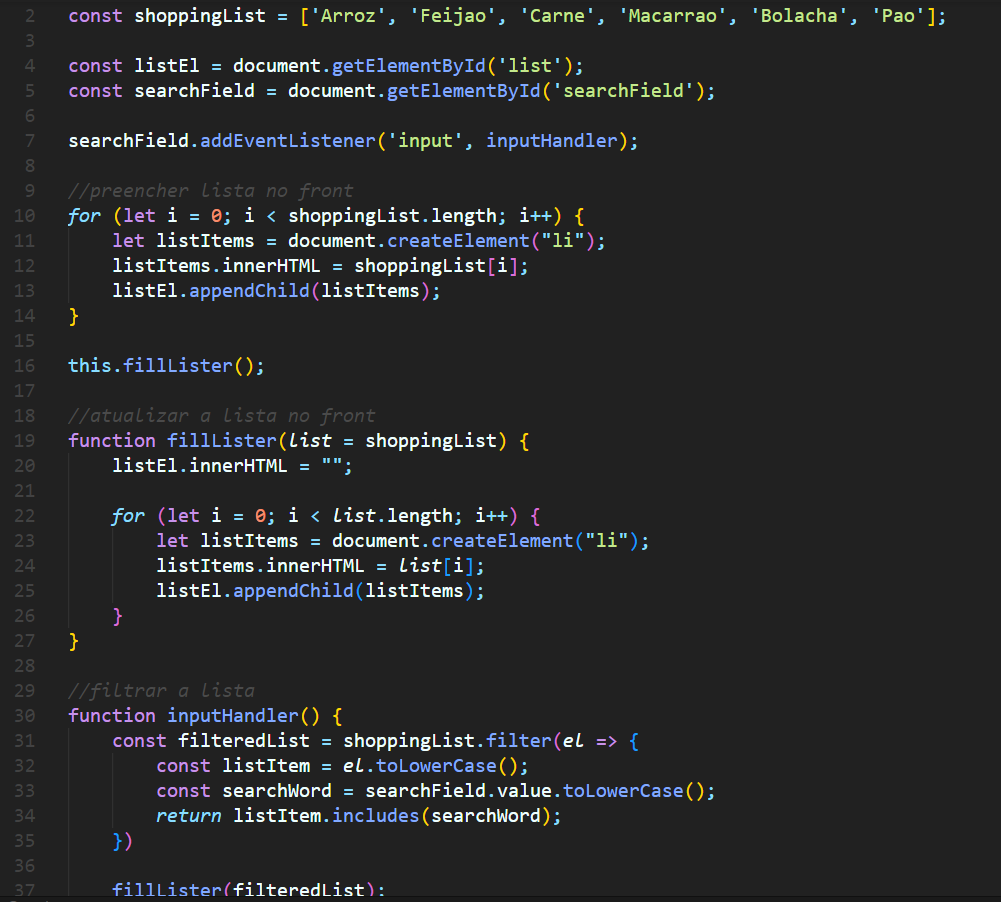 2 const shoppingList = ['Arroz', 'Feijao', 'Carne', 'Macarrao', 'Bolacha', 'Pao'];
3
4 const listEl = document.getElementById('list');
5 const searchField = document.getElementById('searchField');
6
7 searchField.addEventListener('input', inputHandler);
8
9 //preencher lista no front
10 for (let i = 0; i < shoppingList.length; i++) {
11     let listItems = document.createElement("li");
12     listItems.innerHTML = shoppingList[i];
13     listEl.appendChild(listItems);
14 }
15
16 this.fillLister();
17
18 //atualizar a lista no front
19 function fillLister(list = shoppingList) {
20     listEl.innerHTML = "";
21
22     for (let i = 0; i < list.length; i++) {
23         let listItems = document.createElement("li");
24         listItems.innerHTML = list[i];
25         listEl.appendChild(listItems);
26     }
27 }
28
29 //filtrar a lista
30 function inputHandler() {
31     const filteredList = shoppingList.filter(el => {
32         const listItem = el.toLowerCase();
33         const searchWord = searchField.value.toLowerCase();
34         return listItem.includes(searchWord);
35     })
36
37     fillLister(filteredList);